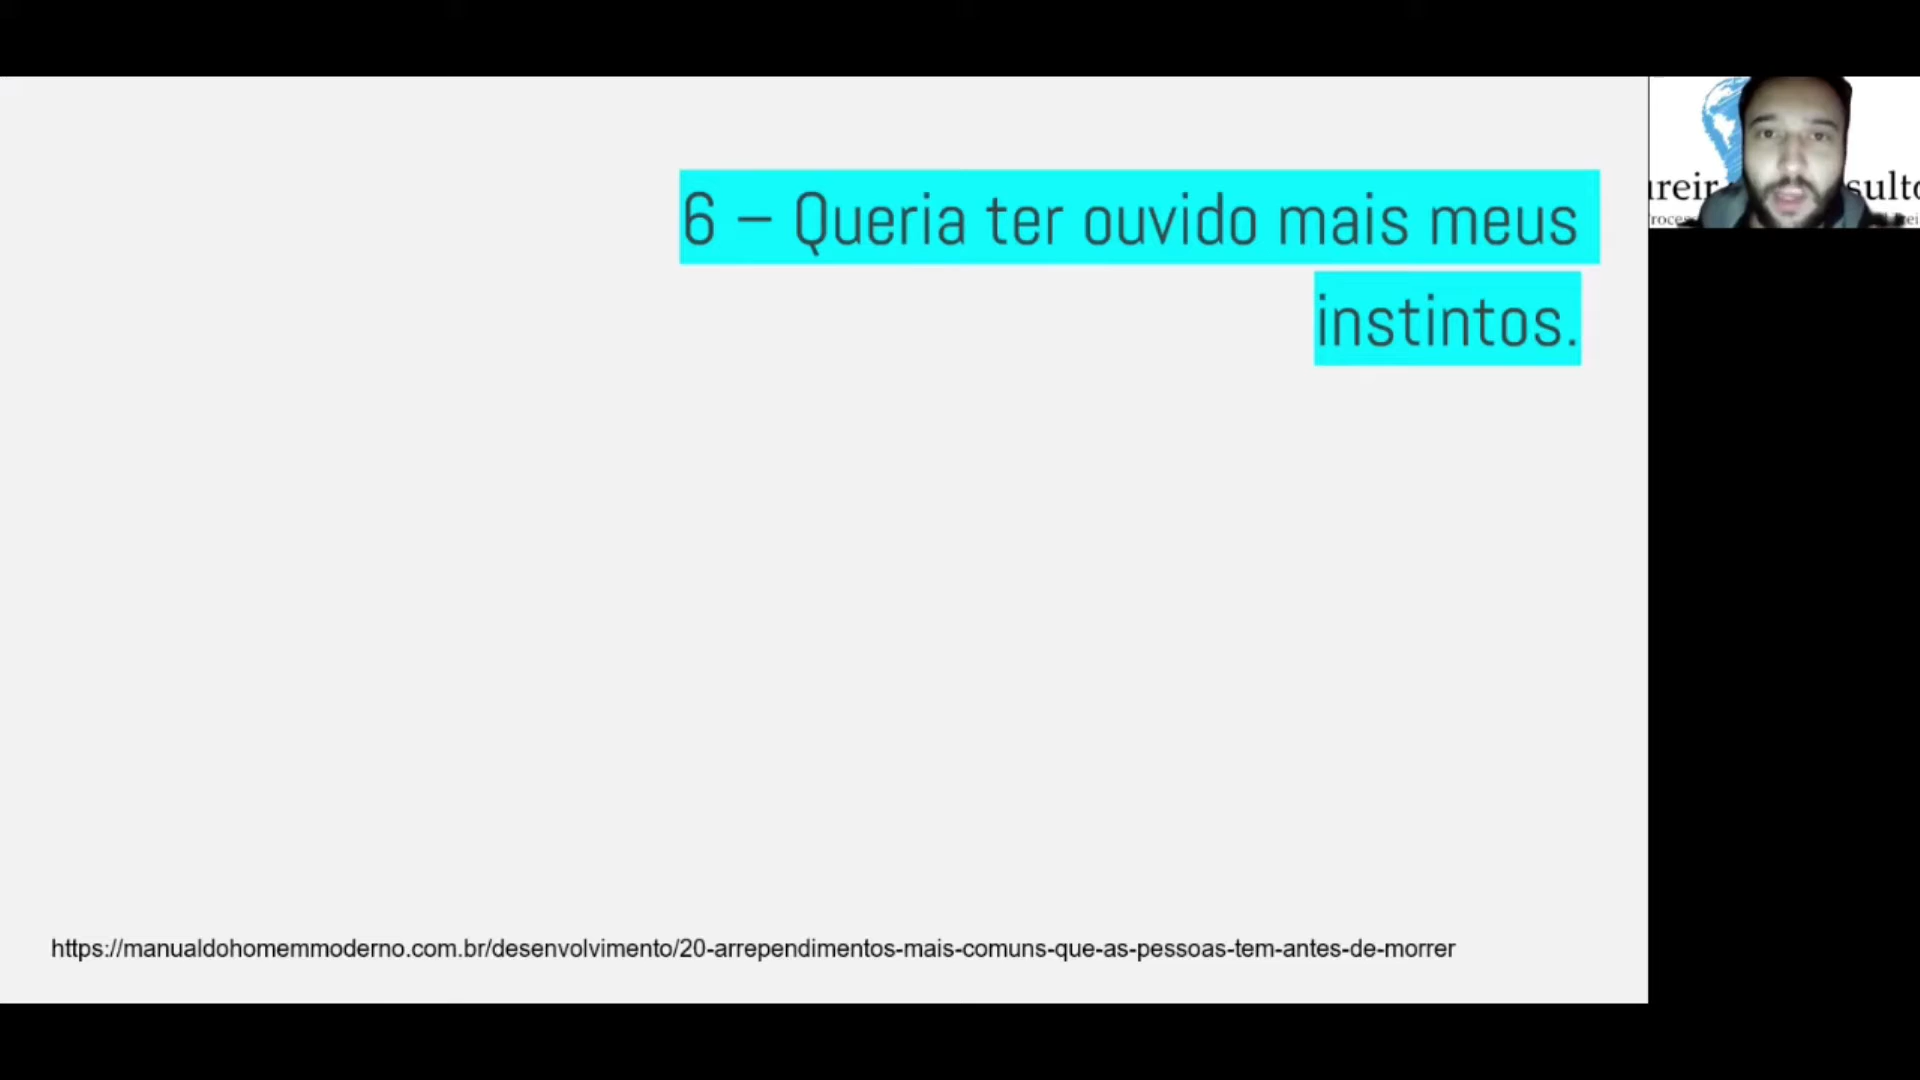 6 – Queria ter ouvido mais meus
instintos.
https://manualdohomemmoderno.com.br/desenvolvimento/20-arrependimentos-mais-comuns-que-as-pessoas-tem-antes-de-morrer